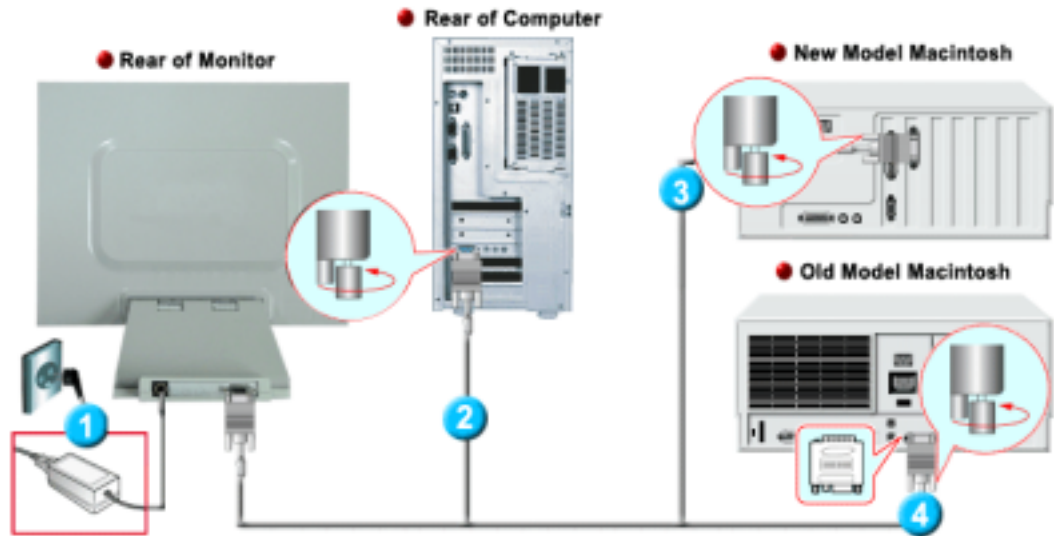 Rear of Computer
Rear of Monitor
New Model Macintosh
3
Old Model Macintosh
1
2
4